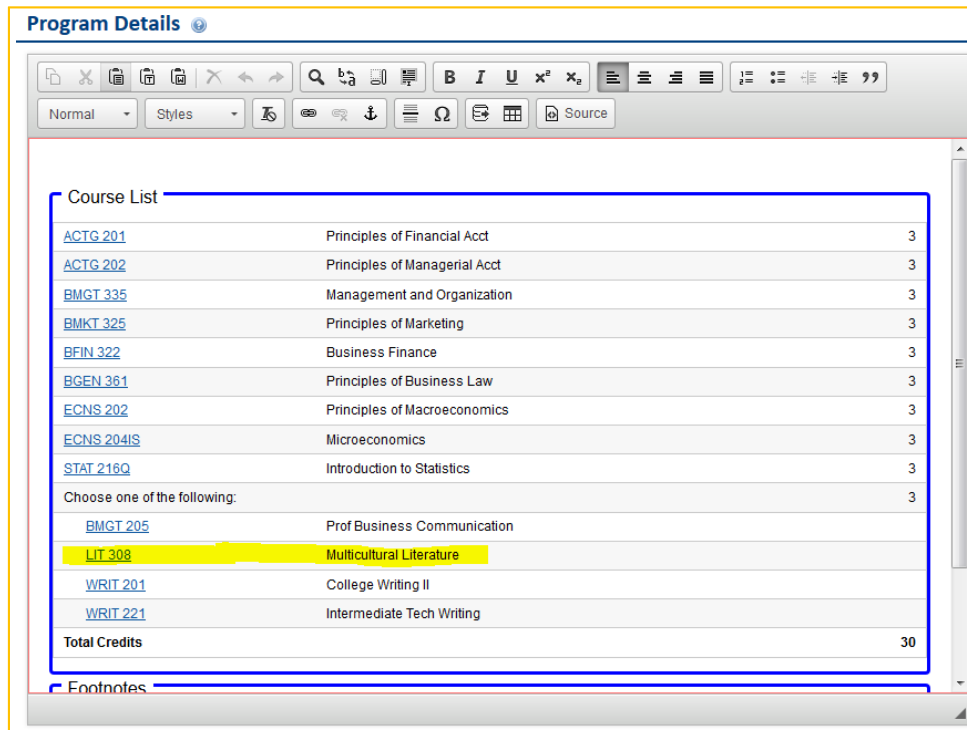 Program Details
B I U x² x₂
Normal Styles Ω Source
Course List
ACTG 201 Principles of Financial Acct 3
ACTG 202 Principles of Managerial Acct 3
BMGT 335 Management and Organization 3
BMKT 325 Principles of Marketing 3
BFIN 322 Business Finance 3
BGEN 361 Principles of Business Law 3
ECNS 202 Principles of Macroeconomics 3
ECNS 204IS Microeconomics 3
STAT 216Q Introduction to Statistics 3
Choose one of the following: 3
BMGT 205 Prof Business Communication
LIT 308 Multicultural Literature
WRIT 201 College Writing II
WRIT 221 Intermediate Tech Writing
Total Credits 30
Footnotes